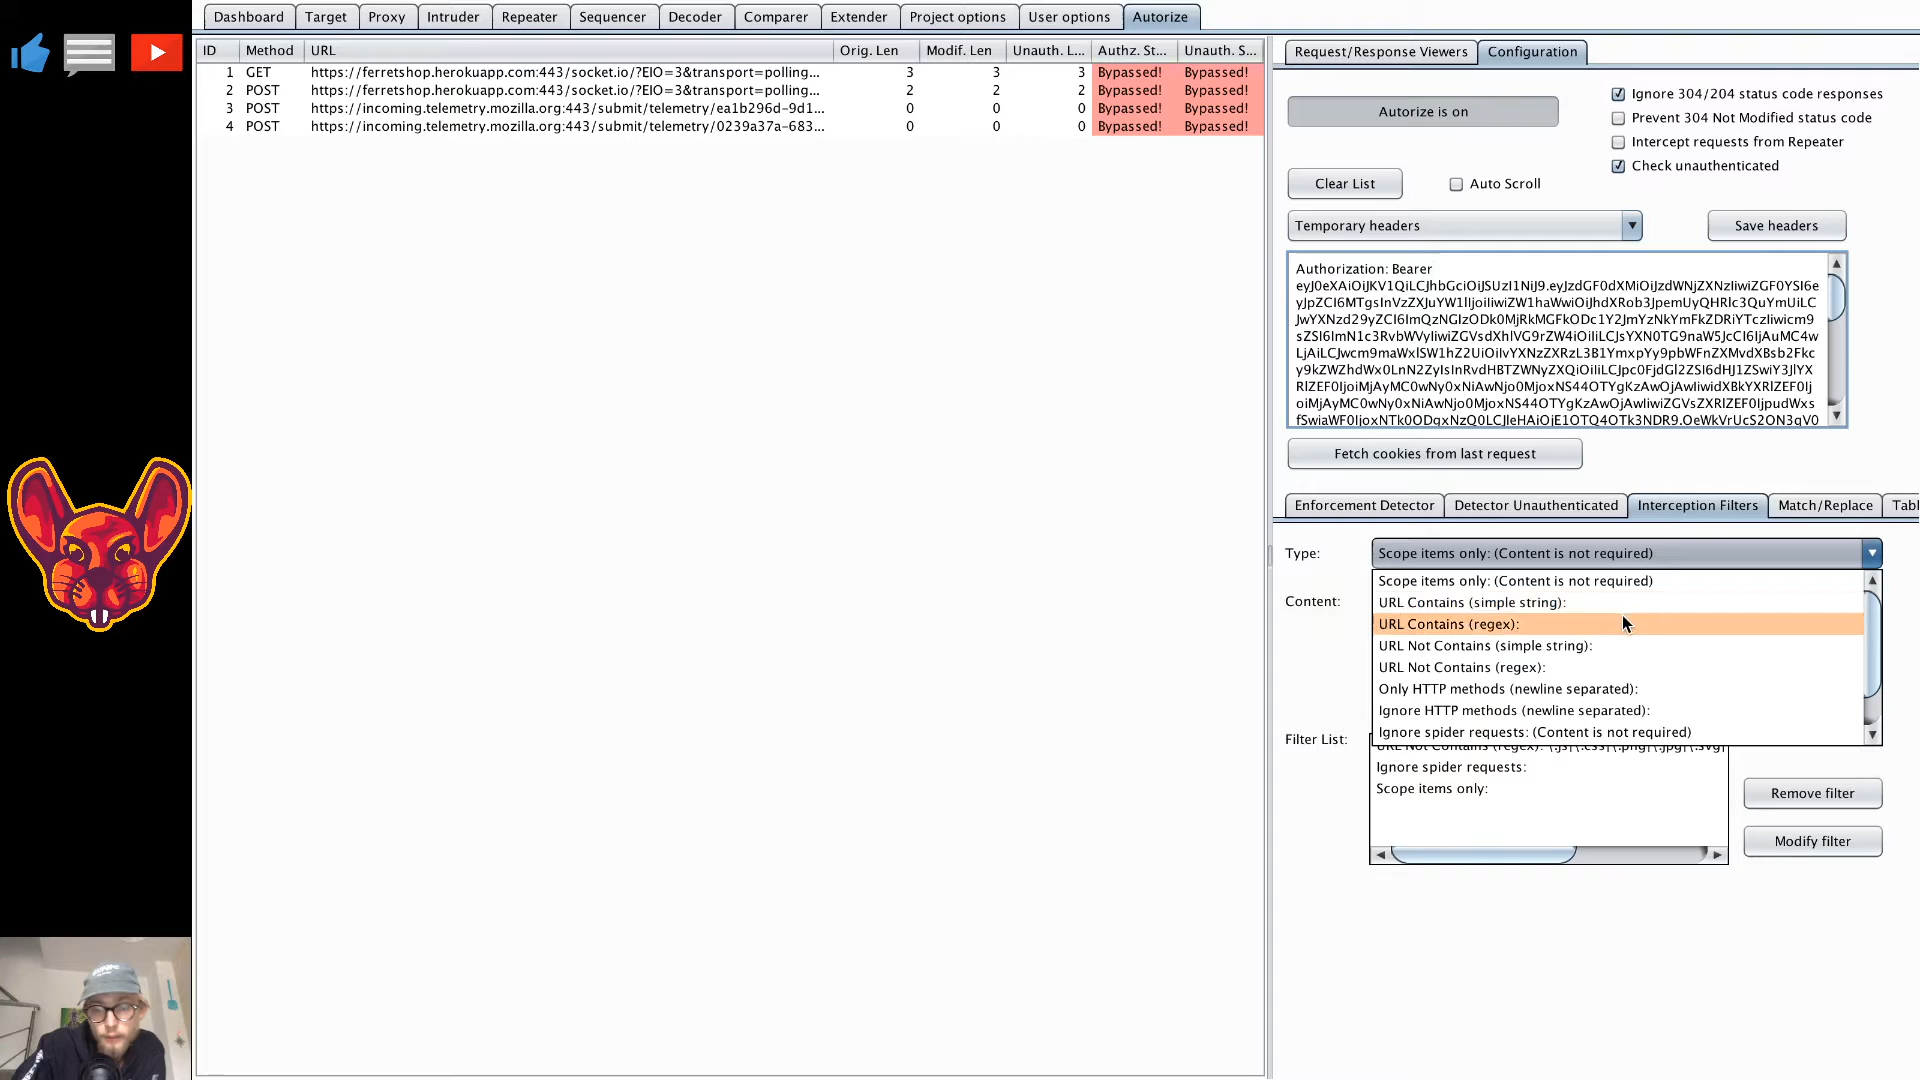 Dashboard Target Proxy Intruder Repeater Sequencer Decoder Comparer Extender Project options User options Autorize
ID Method URL Orig. Len Modif. Len Unauth. L... Authz. St... Unauth. S...
1 GET https://ferretshop.herokuapp.com:443/socket.io/?EIO=3&transport=polling... 3 3 3 Bypassed! Bypassed!
2 POST https://ferretshop.herokuapp.com:443/socket.io/?EIO=3&transport=polling... 2 2 2 Bypassed! Bypassed!
3 POST https://incoming.telemetry.mozilla.org:443/submit/telemetry/ea1b296d-9d1... 0 0 0 Bypassed! Bypassed!
4 POST https://incoming.telemetry.mozilla.org:443/submit/telemetry/0239a37a-683... 0 0 0 Bypassed! Bypassed!
Request/Response Viewers Configuration
Autorize is on
Ignore 304/204 status code responses
Prevent 304 Not Modified status code
Intercept requests from Repeater
Check unauthenticated
Clear List Auto Scroll
Temporary headers Save headers
Authorization: Bearer
Fetch cookies from last request
Enforcement Detector Detector Unauthenticated Interception Filters Match/Replace Tabl
Type: Scope items only: (Content is not required)
Scope items only: (Content is not required)
Content: URL Contains (simple string):
URL Contains (regex):
URL Not Contains (simple string):
URL Not Contains (regex):
Only HTTP methods (newline separated):
Ignore HTTP methods (newline separated):
Ignore spider requests: (Content is not required)
Filter List: URL Not Contains (regex): \.js|\.css|\.png|\.jpg|\.svg|
Ignore spider requests:
Scope items only:
Remove filter
Modify filter